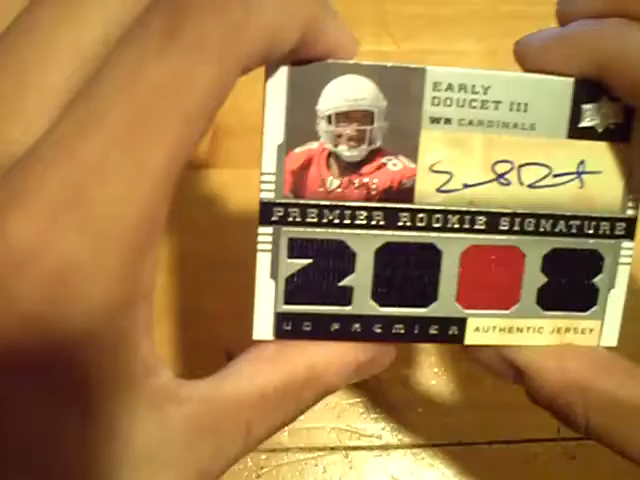 EARLY
DOUCET III
WR CARDINALS
PREMIER ROOKIE SIGNATURE
2008
UD PREMIER
AUTHENTIC JERSEY